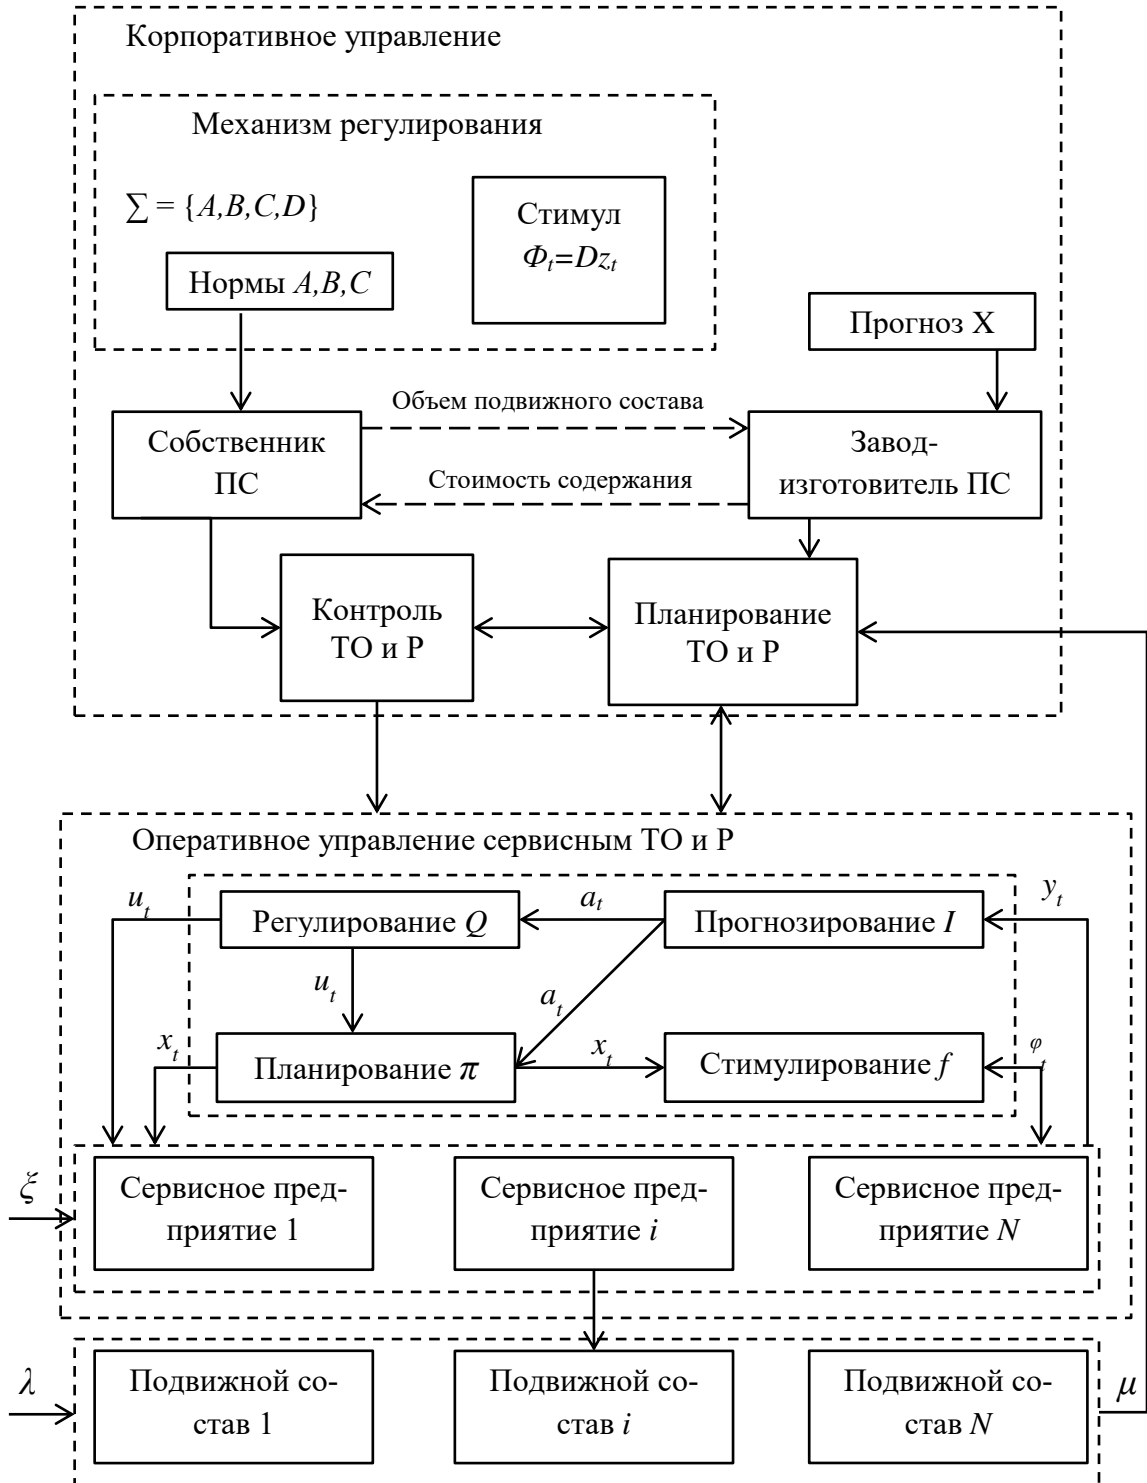 Корпоративное управление
Механизм регулирования
∑ = {A,B,C,D}
Стимул
Φt=Dzt
Нормы A,B,C
Прогноз X
Объем подвижного состава
Собственник
ПС
Завод-
изготовитель ПС
Стоимость содержания
Контроль
ТО и Р
Планирование
ТО и Р
Оперативное управление сервисным ТО и Р
ut
Регулирование Q
at
Прогнозирование I
yt
ut
at
xt
Планирование π
xt
Стимулирование f
φt
ξ
Сервисное пред-
приятие 1
Сервисное пред-
приятие i
Сервисное пред-
приятие N
λ
Подвижной со-
став 1
Подвижной со-
став i
Подвижной со-
став N
μ